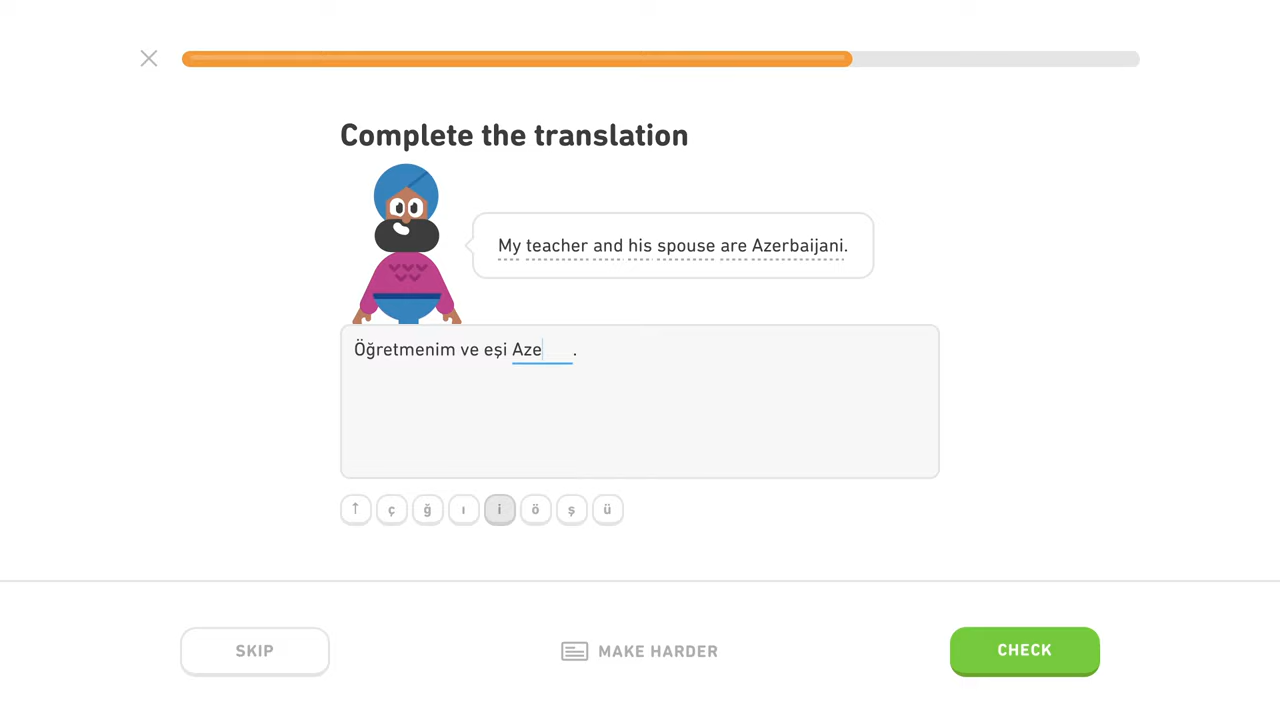 Complete the translation
My teacher and his spouse are Azerbaijani.
Öğretmenim ve eşi Aze.
↑ ç ğ ı i ö ş ü
SKIP
MAKE HARDER
CHECK